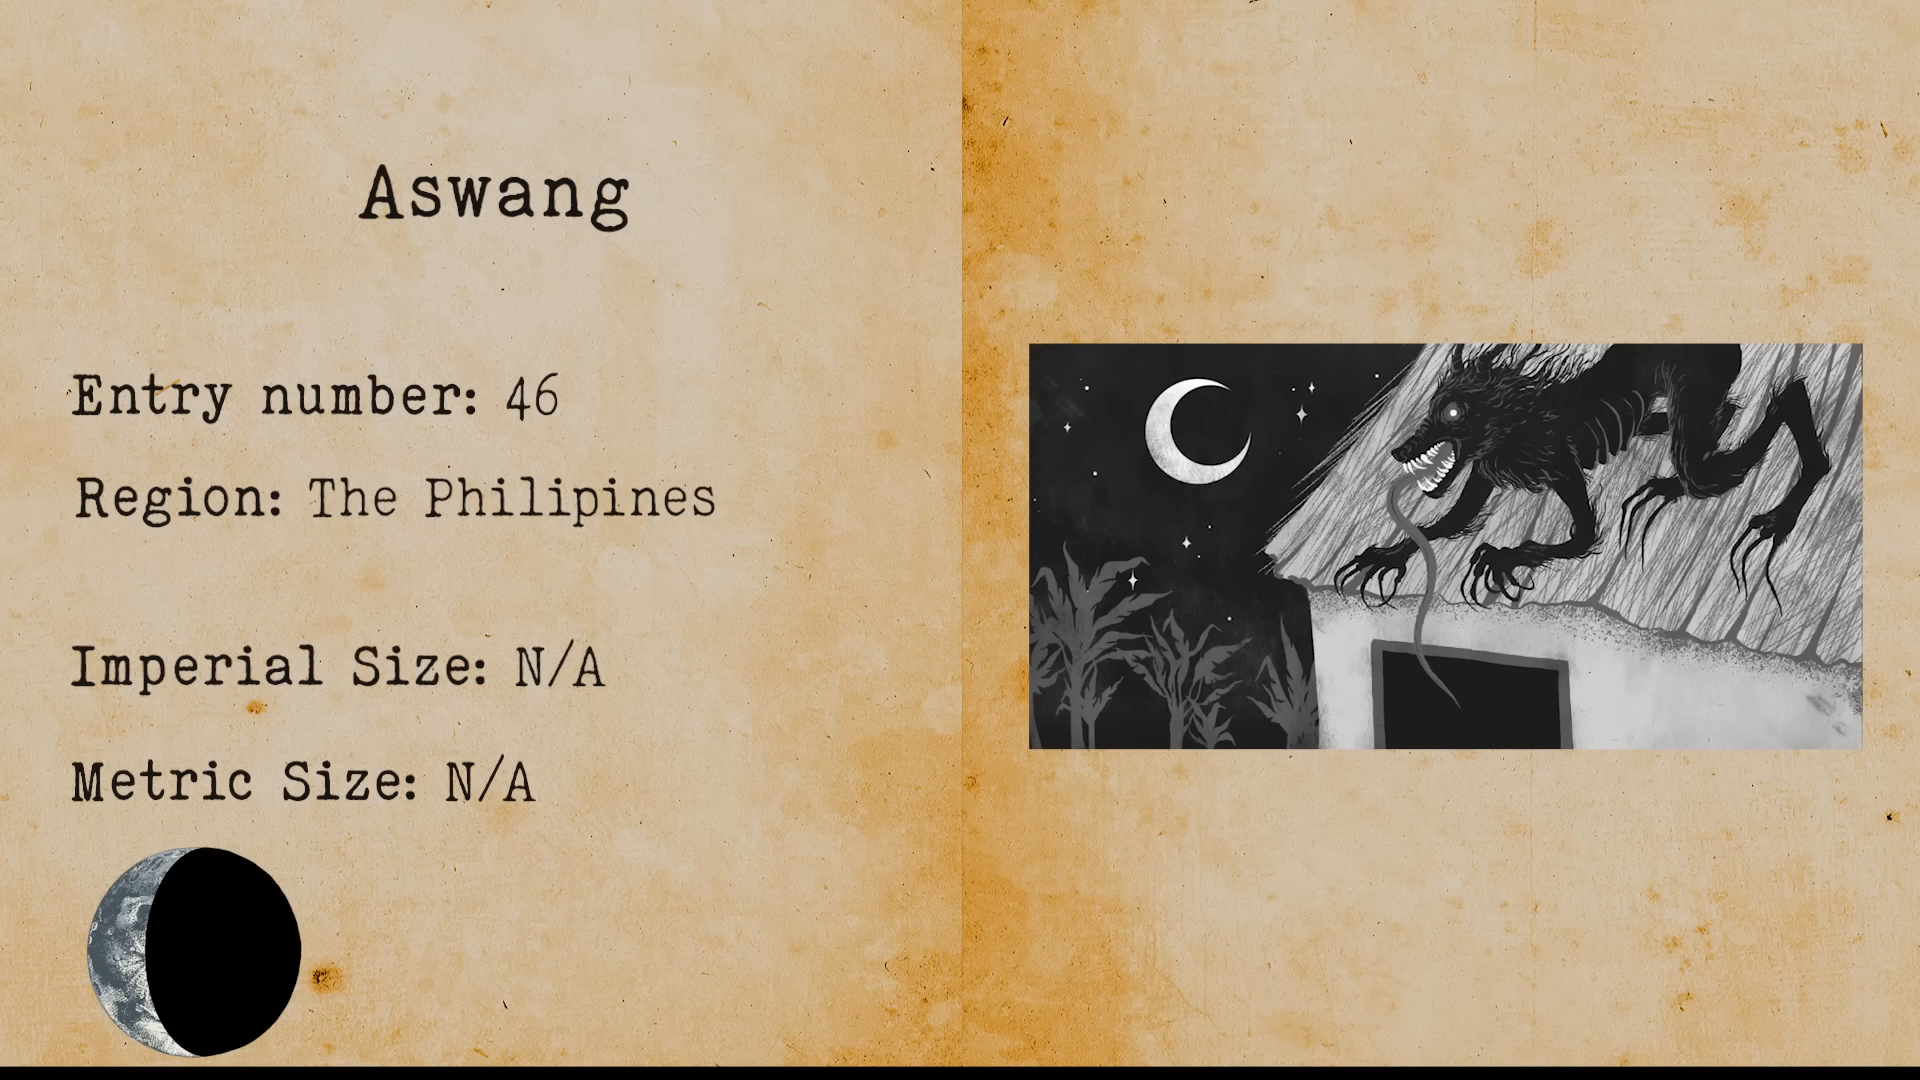 Aswang
Entry number: 46
Region: The Philipines
Imperial Size: N/A
Metric Size: N/A